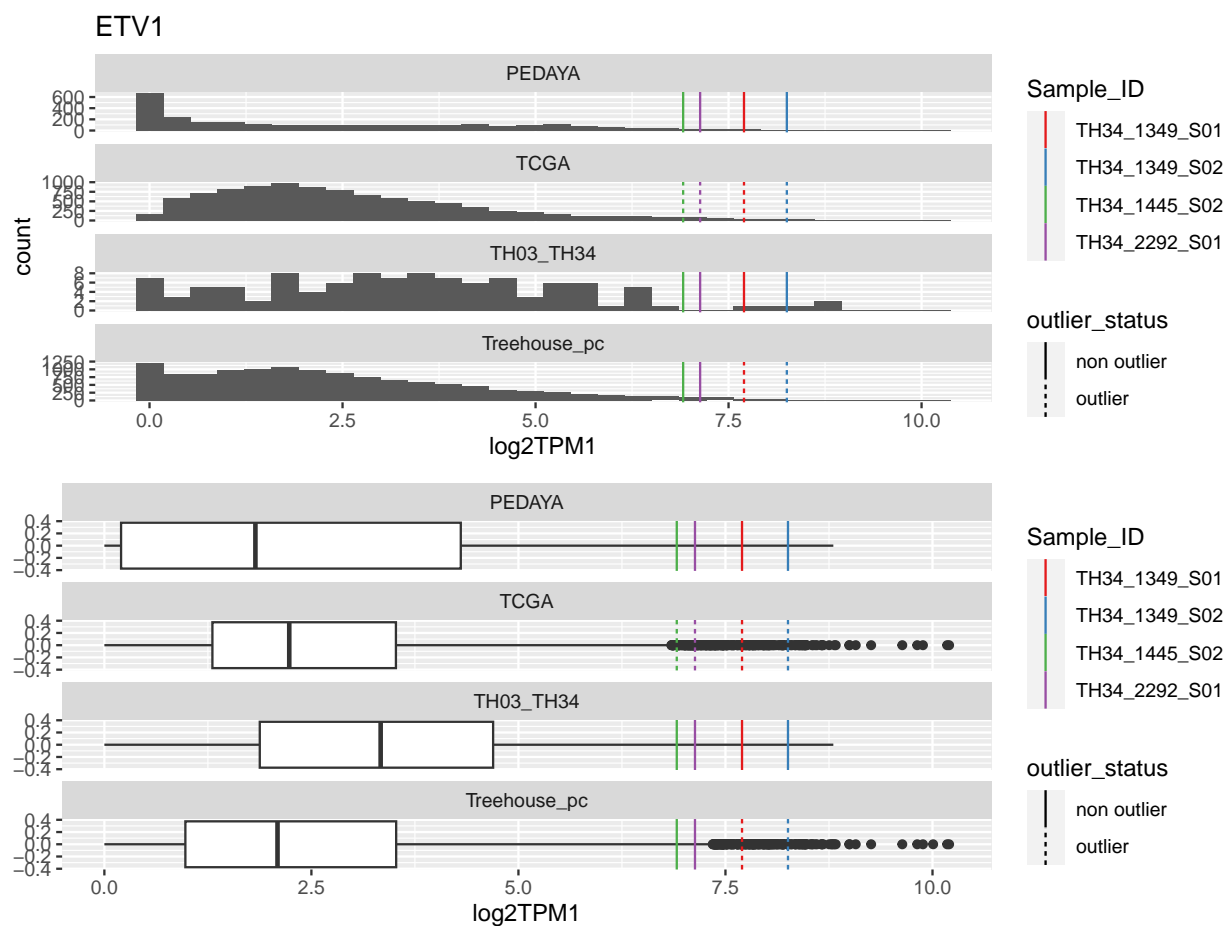 ETV1
PEDAYA
600
400
200
0
TCGA
1000
750
500
250
0
TH03_TH34
8
6
4
2
0
Treehouse_pc
1250
1000
750
500
250
0
0.0 2.5 5.0 7.5 10.0
log2TPM1
count
Sample_ID
TH34_1349_S01
TH34_1349_S02
TH34_1445_S02
TH34_2292_S01
outlier_status
non outlier
outlier
PEDAYA
0.4
0.2
0.0
−0.2
−0.4
TCGA
0.4
0.2
0.0
−0.2
−0.4
TH03_TH34
0.4
0.2
0.0
−0.2
−0.4
Treehouse_pc
0.4
0.2
0.0
−0.2
−0.4
0.0 2.5 5.0 7.5 10.0
log2TPM1
Sample_ID
TH34_1349_S01
TH34_1349_S02
TH34_1445_S02
TH34_2292_S01
outlier_status
non outlier
outlier